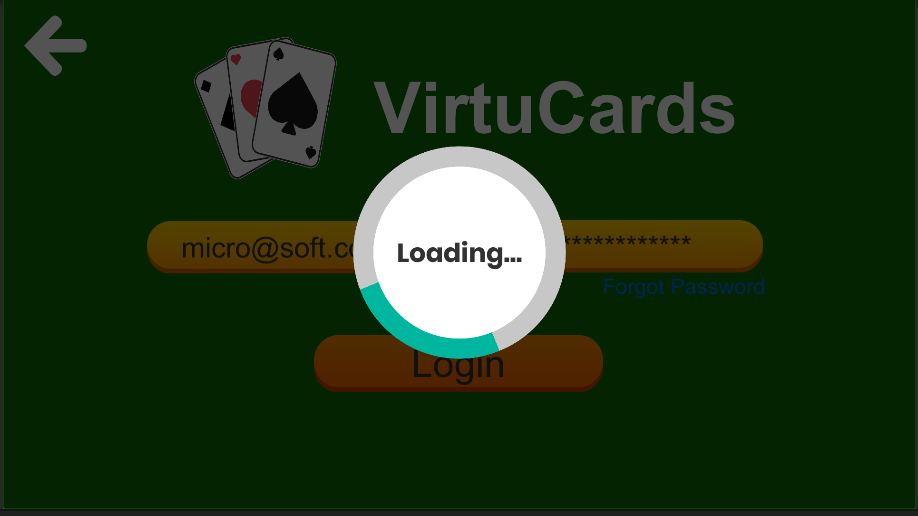 VirtuCards
micro@soft.co
************
Loading...
Forgot Password
Login